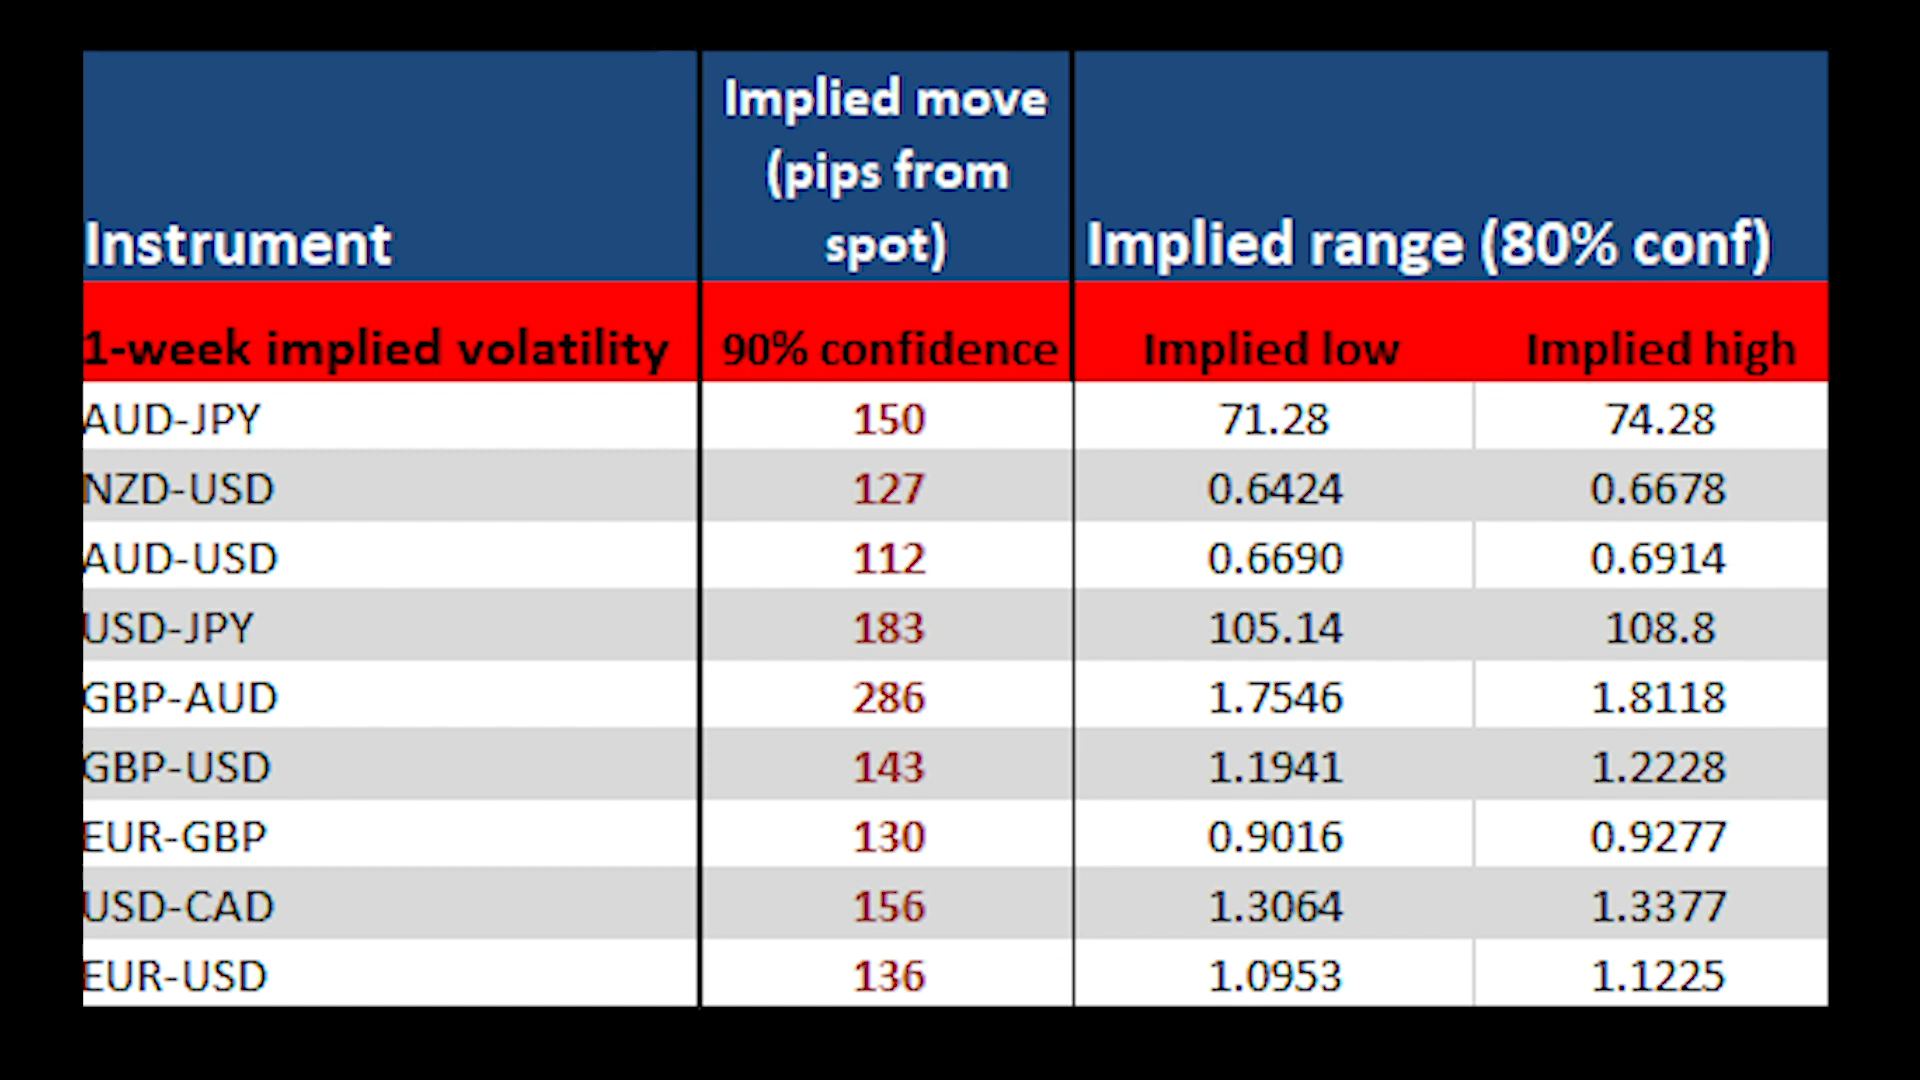 Instrument
Implied move
(pips from
spot)
Implied range (80% conf)
1-week implied volatility 90% confidence Implied low Implied high
AUD-JPY 150 71.28 74.28
NZD-USD 127 0.6424 0.6678
AUD-USD 112 0.6690 0.6914
USD-JPY 183 105.14 108.8
GBP-AUD 286 1.7546 1.8118
GBP-USD 143 1.1941 1.2228
EUR-GBP 130 0.9016 0.9277
USD-CAD 156 1.3064 1.3377
EUR-USD 136 1.0953 1.1225